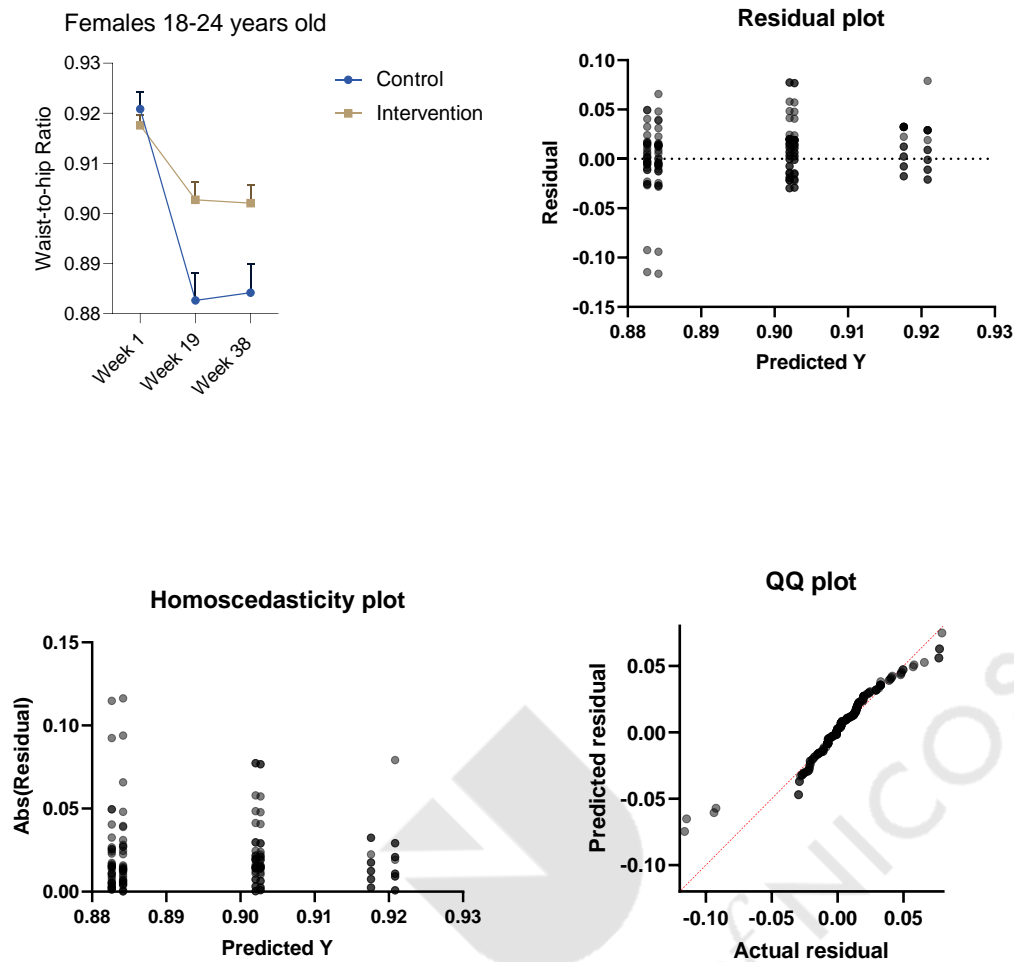 Females 18-24 years old
0.93
0.92
0.91
0.90
0.89
0.88
Waist-to-hip Ratio
Week 1
Week 19
Week 38
Control
Intervention
Residual plot
0.10
0.05
0.00
-0.05
-0.10
-0.15
Residual
0.88 0.89 0.90 0.91 0.92 0.93
Predicted Y
Homoscedasticity plot
0.15
0.10
0.05
0.00
Abs(Residual)
0.88 0.89 0.90 0.91 0.92 0.93
Predicted Y
QQ plot
0.05
0.00
-0.05
-0.10
Predicted residual
-0.10 -0.05 0.00 0.05
Actual residual
of NICOS